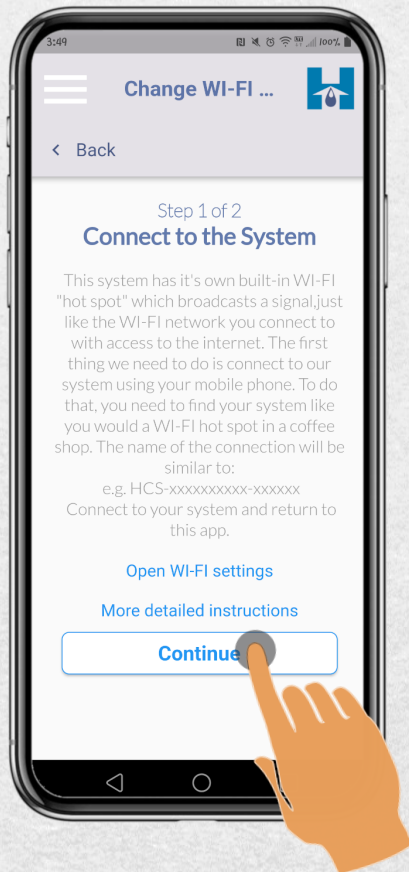 3:49
100%
Change WI-FI ...
< Back
Step 1 of 2
Connect to the System
This system has it's own built-in WI-FI
"hot spot" which broadcasts a signal,just
like the WI-FI network you connect to
with access to the internet. The first
thing we need to do is connect to our
system using your mobile phone. To do
that, you need to find your system like
you would a WI-FI hot spot in a coffee
shop. The name of the connection will be
similar to:
e.g. HCS-xxxxxxxxxx-xxxxxx
Connect to your system and return to
this app.
Open WI-FI settings
More detailed instructions
Continue